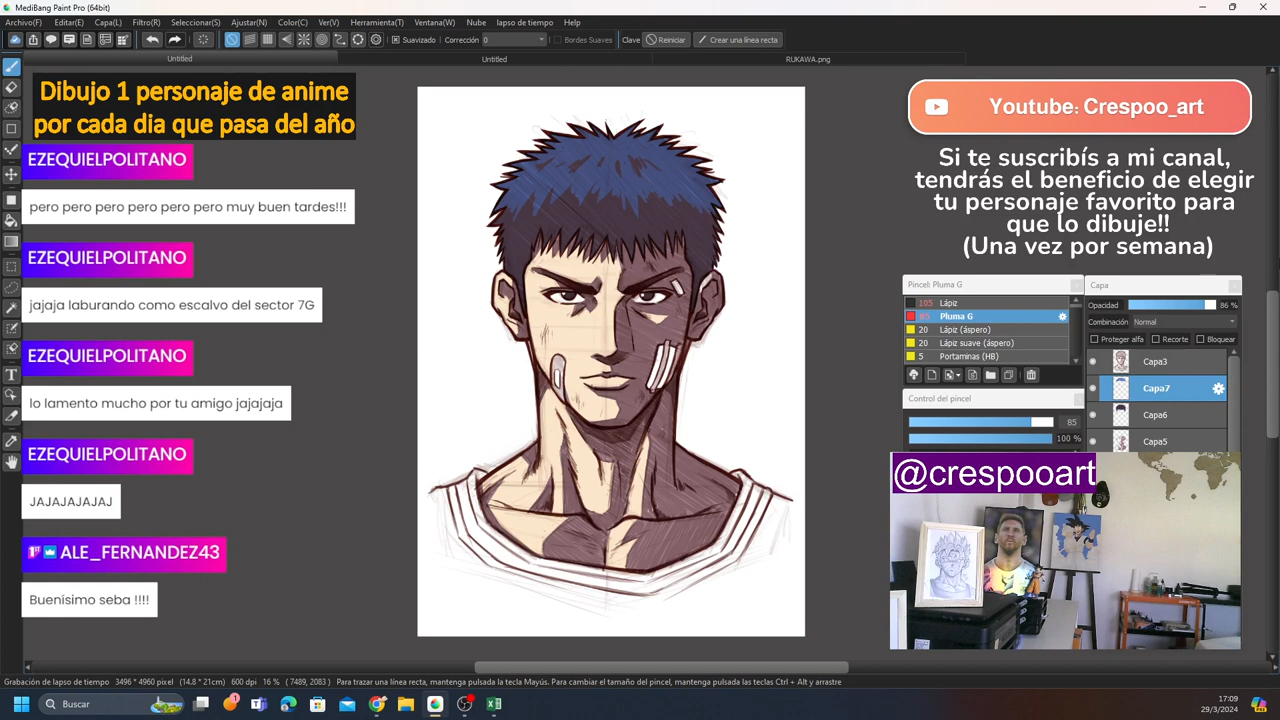 MediBang Paint Pro (64bit)
Archivo(F) Editar(E) Capa(L) Filtro(R) Seleccionar(S) Ajustar(N) Color(C) Ver(V) Herramienta(T) Ventana(W) Nube lapso de tiempo Help
Suavizado Corrección 0 Bordes Suaves Clave Reiniciar Crear una línea recta
Untitled Untitled RUKAWA.png
Dibujo 1 personaje de anime
por cada dia que pasa del año
EZEQUIELPOLITANO
pero pero pero pero pero pero muy buen tardes!!!
EZEQUIELPOLITANO
jajaja laburando como escalvo del sector 7G
EZEQUIELPOLITANO
lo lamento mucho por tu amigo jajajaja
EZEQUIELPOLITANO
JAJAJAJAJAJ
ALE_FERNANDEZ43
Buenísimo seba !!!!
Youtube: Crespoo_art
Si te suscribís a mi canal,
tendrás el beneficio de elegir
tu personaje favorito para
que lo dibuje!!
(Una vez por semana)
Pincel: Pluma G
105 Lápiz
85 Pluma G
20 Lápiz (áspero)
20 Lápiz suave (áspero)
5 Portaminas (HB)
Control del pincel
85
100 %
Capa
Opacidad 86 %
Combinación Normal
Proteger alfa Recorte Bloquear
Capa3
Capa7
Capa6
Capa5
@crespooart
Grabación de lapso de tiempo 3496 * 4960 píxel (14.8 * 21cm) 600 dpi 16 % ( 7489, 2083 ) Para trazar una línea recta, mantenga pulsada la tecla Mayús. Para cambiar el tamaño del pincel, mantenga pulsadas las teclas Ctrl + Alt y arrastre
Buscar
17:09
29/3/2024